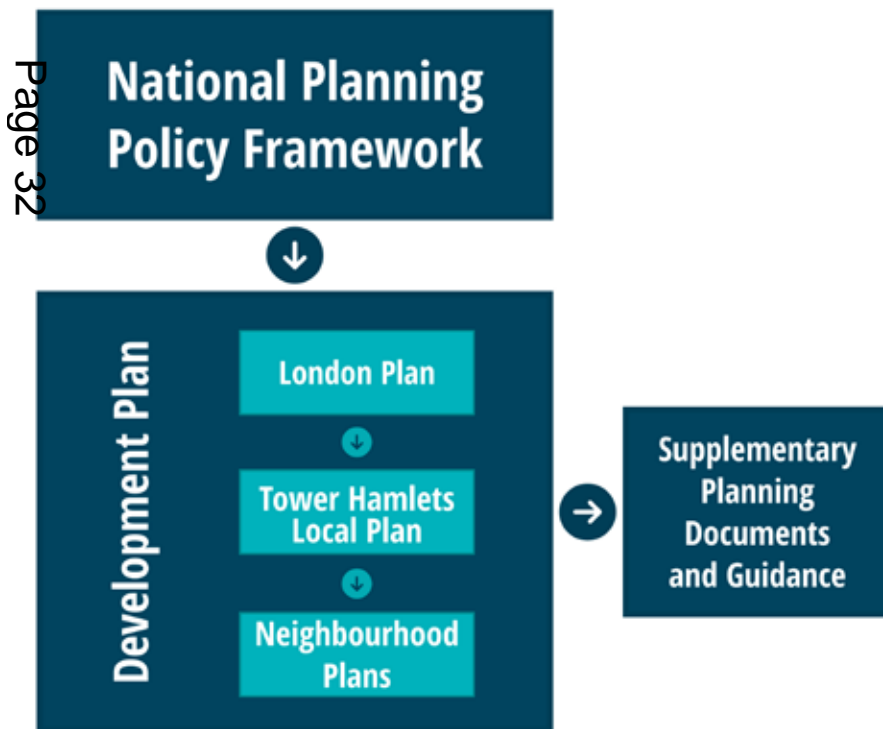 Page 32
National Planning
Policy Framework
Development Plan
London Plan
Tower Hamlets
Local Plan
Neighbourhood
Plans
Supplementary
Planning
Documents
and Guidance